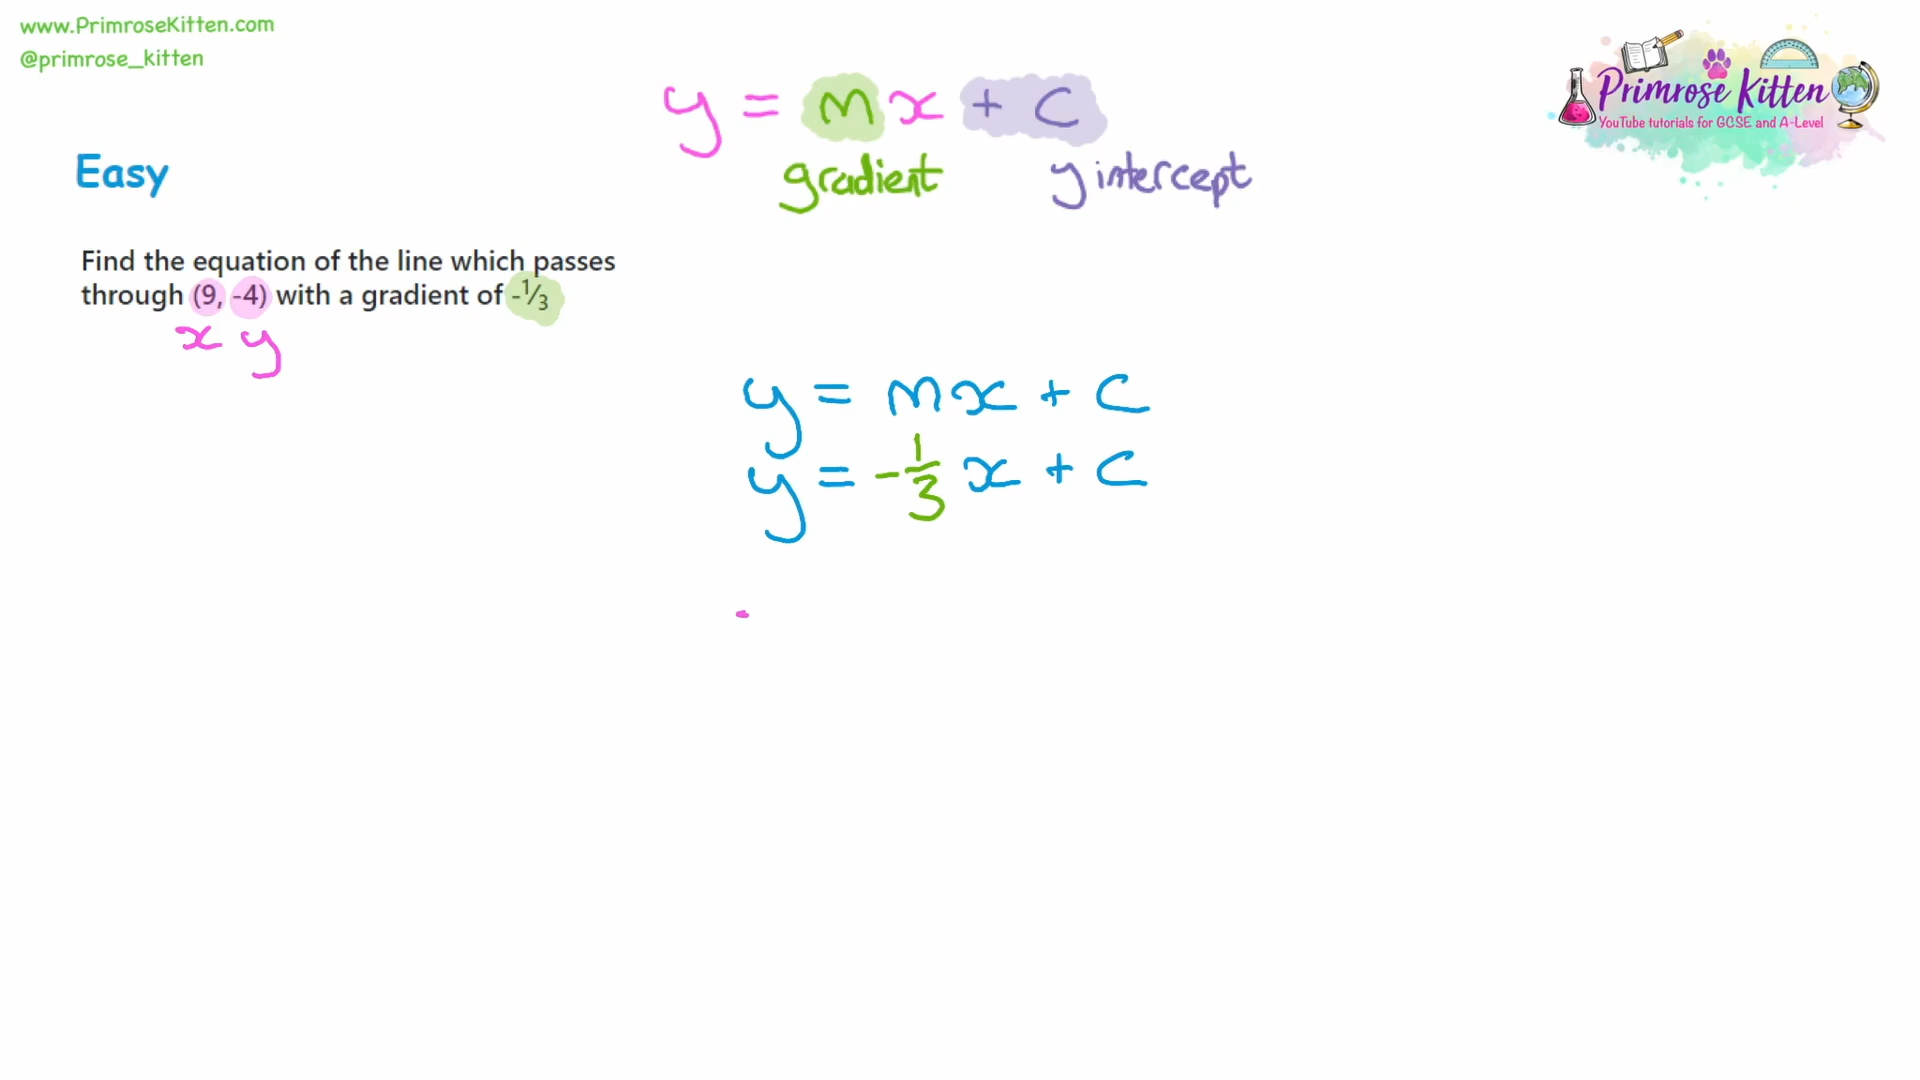 www.PrimroseKitten.com
@primrose_kitten
Primrose Kitten
YouTube tutorials for GCSE and A-Level
y = mx + c
gradient y intercept
Easy
Find the equation of the line which passes
through (9, -4) with a gradient of -⅓
x y
y = mx + c
y = -1/3 x + c